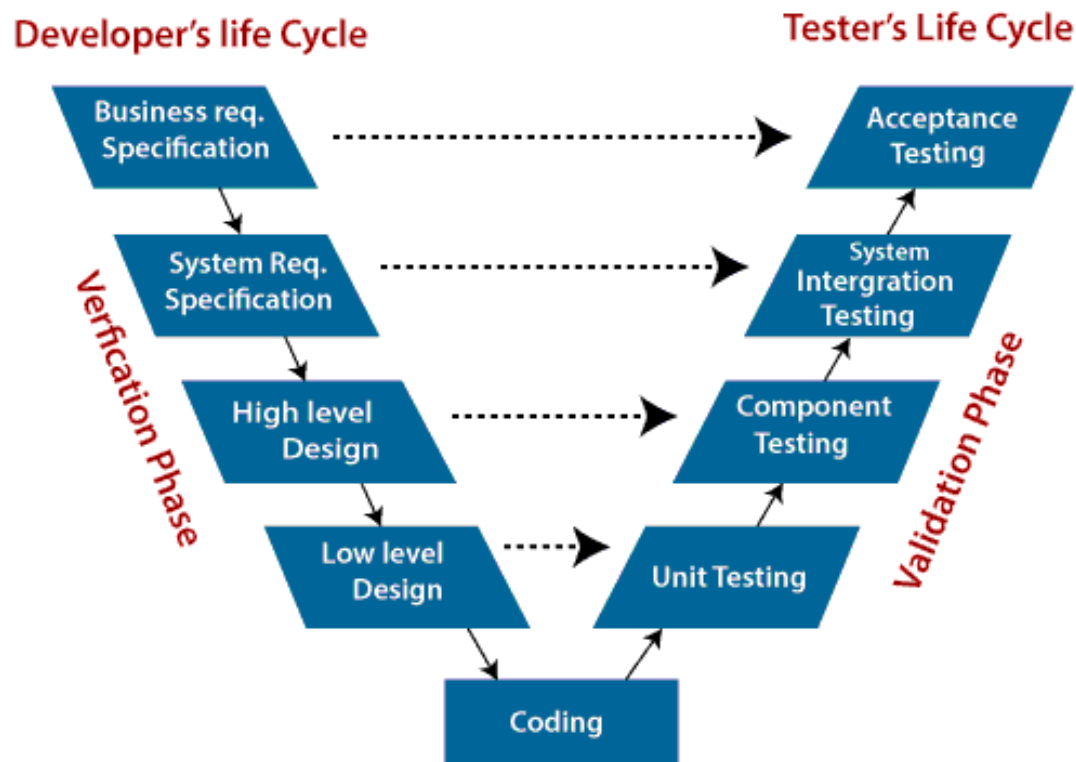 Developer's life Cycle
Tester's Life Cycle
Business req.
Specification
Acceptance
Testing
System Req.
Specification
System
Intergration
Testing
Verfication Phase
Validation Phase
High level
Design
Component
Testing
Low level
Design
Unit Testing
Coding